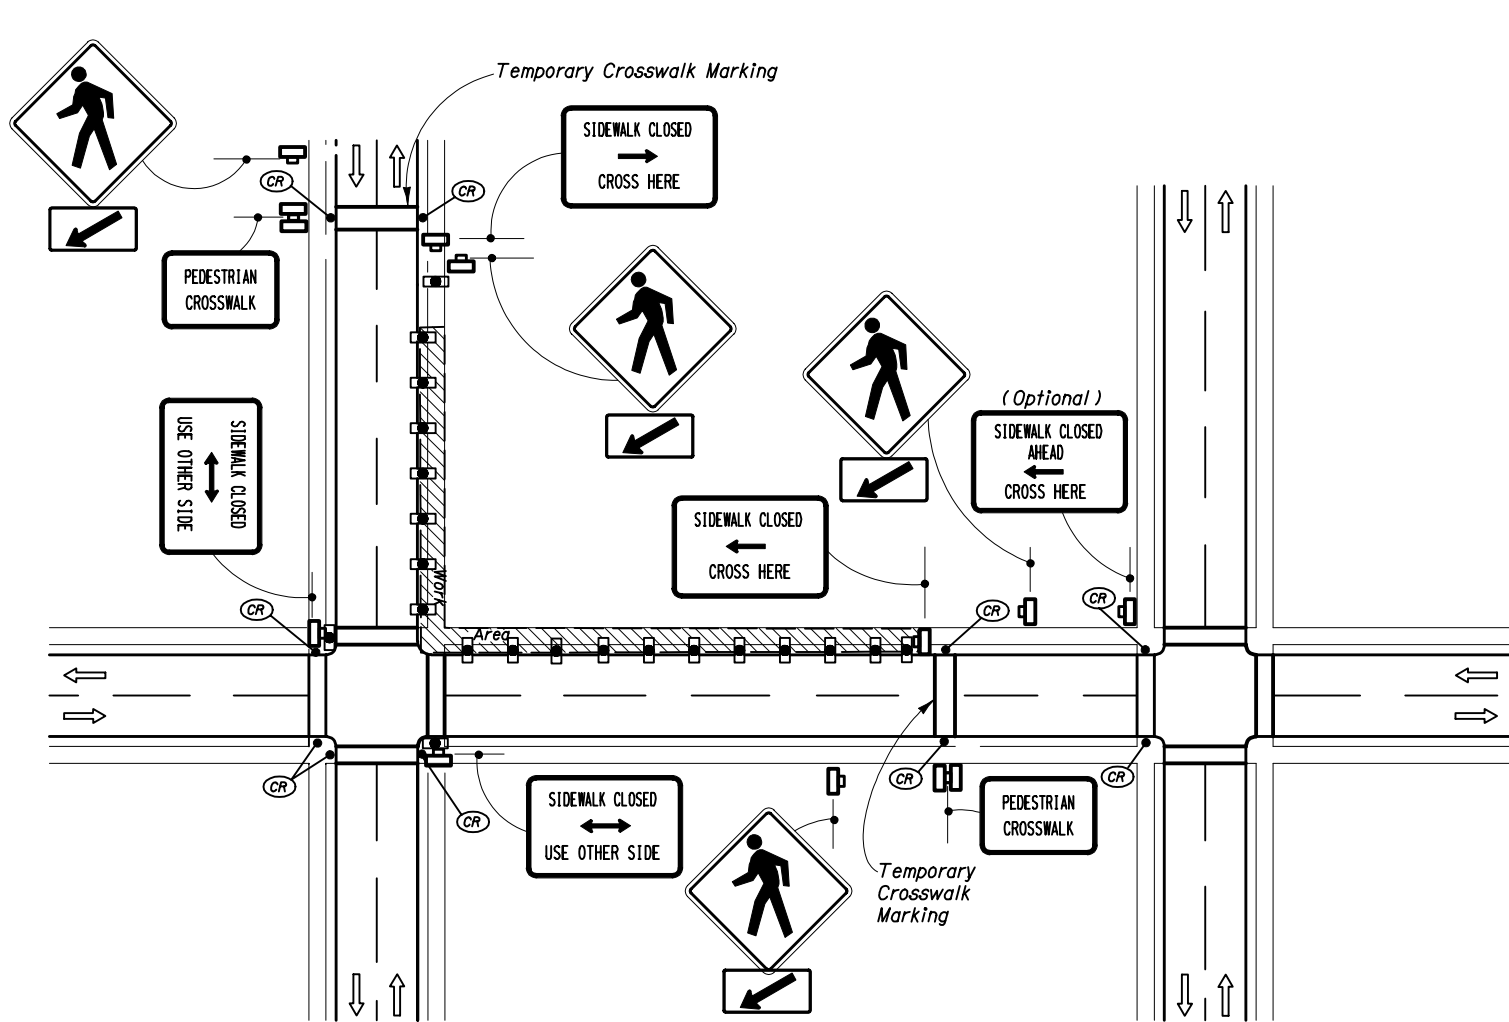 Temporary Crosswalk Marking
SIDEWALK CLOSED
CROSS HERE
CR
CR
PEDESTRIAN
CROSSWALK
(Optional)
SIDEWALK CLOSED
AHEAD
CROSS HERE
SIDEWALK CLOSED
USE OTHER SIDE
SIDEWALK CLOSED
CROSS HERE
Work
Area
CR
CR
CR
CR
CR
CR
CR
SIDEWALK CLOSED
USE OTHER SIDE
PEDESTRIAN
CROSSWALK
Temporary
Crosswalk
Marking